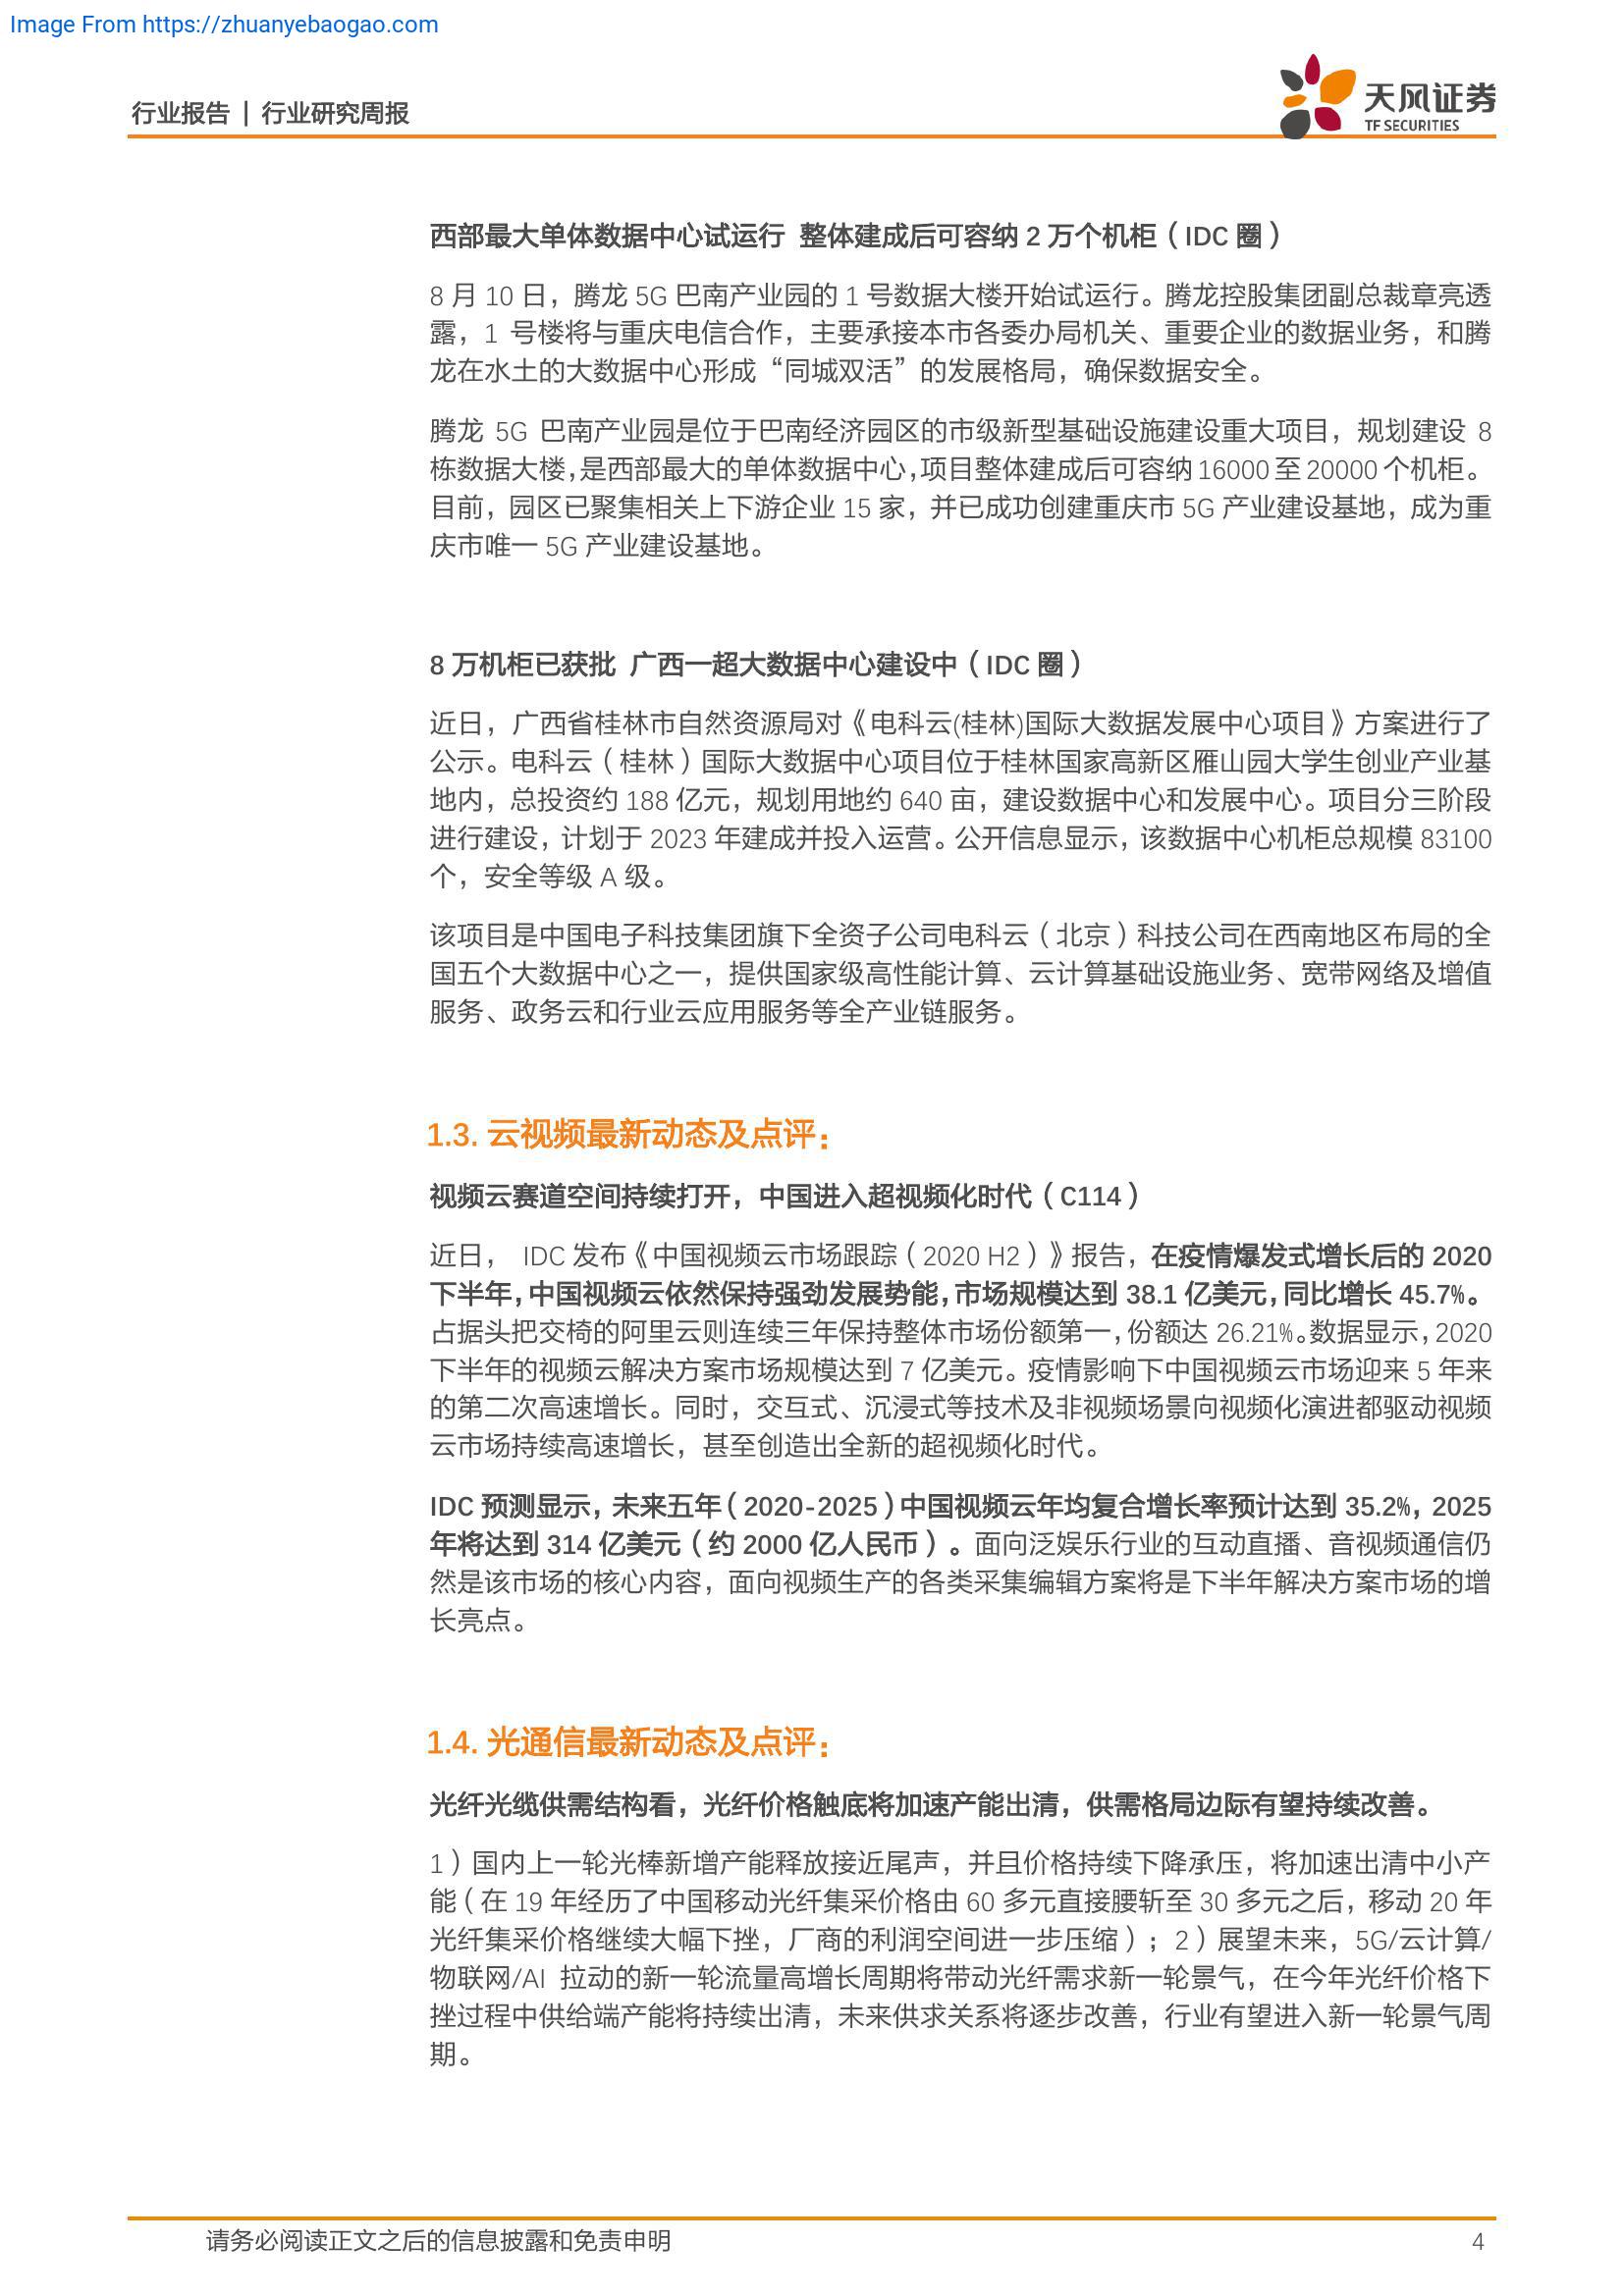 Image From https://zhuanyebaogao.com
行业报告 | 行业研究周报
天风证券
TF SECURITIES
西部最大单体数据中心试运行 整体建成后可容纳 2 万个机柜（IDC 圈）
8 月 10 日，腾龙 5G 巴南产业园的 1 号数据大楼开始试运行。腾龙控股集团副总裁章亮透
露，1 号楼将与重庆电信合作，主要承接本市各委办局机关、重要企业的数据业务，和腾
龙在水土的大数据中心形成“同城双活”的发展格局，确保数据安全。
腾龙 5G 巴南产业园是位于巴南经济园区的市级新型基础设施建设重大项目，规划建设 8
栋数据大楼，是西部最大的单体数据中心，项目整体建成后可容纳 16000 至 20000 个机柜。
目前，园区已聚集相关上下游企业 15 家，并已成功创建重庆市 5G 产业建设基地，成为重
庆市唯一 5G 产业建设基地。
8 万机柜已获批 广西一超大数据中心建设中（IDC 圈）
近日，广西省桂林市自然资源局对《电科云(桂林)国际大数据发展中心项目》方案进行了
公示。电科云（桂林）国际大数据中心项目位于桂林国家高新区雁山园大学生创业产业基
地内，总投资约 188 亿元，规划用地约 640 亩，建设数据中心和发展中心。项目分三阶段
进行建设，计划于 2023 年建成并投入运营。公开信息显示，该数据中心机柜总规模 83100
个，安全等级 A 级。
该项目是中国电子科技集团旗下全资子公司电科云（北京）科技公司在西南地区布局的全
国五个大数据中心之一，提供国家级高性能计算、云计算基础设施业务、宽带网络及增值
服务、政务云和行业云应用服务等全产业链服务。
1.3. 云视频最新动态及点评：
视频云赛道空间持续打开，中国进入超视频化时代（C114）
近日， IDC 发布《中国视频云市场跟踪（2020 H2）》报告，在疫情爆发式增长后的 2020
下半年，中国视频云依然保持强劲发展势能，市场规模达到 38.1 亿美元，同比增长 45.7%。
占据头把交椅的阿里云则连续三年保持整体市场份额第一，份额达 26.21%。数据显示，2020
下半年的视频云解决方案市场规模达到 7 亿美元。疫情影响下中国视频云市场迎来 5 年来
的第二次高速增长。同时，交互式、沉浸式等技术及非视频场景向视频化演进都驱动视频
云市场持续高速增长，甚至创造出全新的超视频化时代。
IDC 预测显示，未来五年（2020-2025）中国视频云年均复合增长率预计达到 35.2%，2025
年将达到 314 亿美元（约 2000 亿人民币）。面向泛娱乐行业的互动直播、音视频通信仍
然是该市场的核心内容，面向视频生产的各类采集编辑方案将是下半年解决方案市场的增
长亮点。
1.4. 光通信最新动态及点评：
光纤光缆供需结构看，光纤价格触底将加速产能出清，供需格局边际有望持续改善。
1）国内上一轮光棒新增产能释放接近尾声，并且价格持续下降承压，将加速出清中小产
能（在 19 年经历了中国移动光纤集采价格由 60 多元直接腰斩至 30 多元之后，移动 20 年
光纤集采价格继续大幅下挫，厂商的利润空间进一步压缩）；2）展望未来，5G/云计算/
物联网/AI 拉动的新一轮流量高增长周期将带动光纤需求新一轮景气，在今年光纤价格下
挫过程中供给端产能将持续出清，未来供求关系将逐步改善，行业有望进入新一轮景气周
期。
请务必阅读正文之后的信息披露和免责申明
4